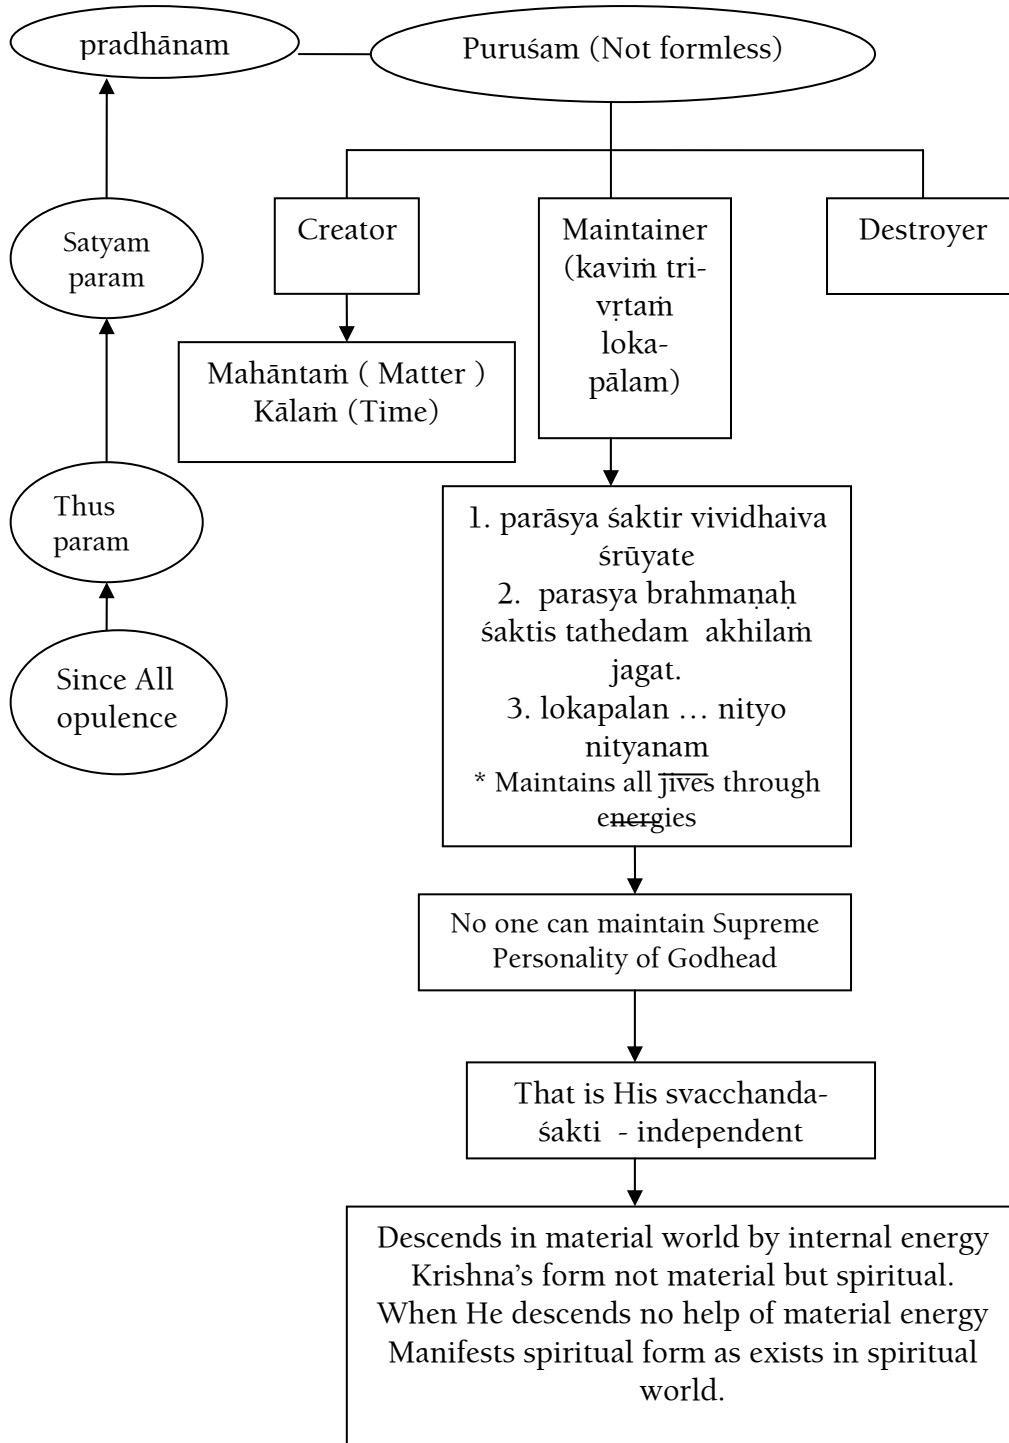 pradhānam
Puruśam (Not formless)
Creator
Maintainer
(kaviṁ tri-
vṛtaṁ
loka-
pālam)
Destroyer
Satyam
param
Mahāntaṁ ( Matter )
Kālaṁ (Time)
Thus
param
Since All
opulence
1. parāsya śaktir vividhaiva
śrūyate
2. parasya brahmaṇaḥ
śaktis tathedam akhilaṁ
jagat.
3. lokapalan … nityo
nityanam
* Maintains all jives through
energies
No one can maintain Supreme
Personality of Godhead
That is His svacchanda-
śakti - independent
Descends in material world by internal energy
Krishna’s form not material but spiritual.
When He descends no help of material energy
Manifests spiritual form as exists in spiritual
world.